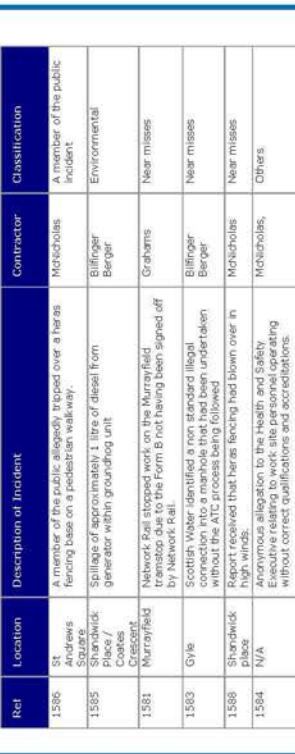 Ref Location Description of Incident Contractor Classification
1586 St Andrews Square A member of the public allegedly tripped over a heras fencing base on a pedestrian walkway. McNicholas A member of the public incident
1585 Shandwick Place / Coates Crescent Spillage of approximately 1 litre of diesel from generator within groundhog unit Bilfinger Berger Environmental
1581 Murrayfield Network Rail stopped work on the Murrayfield tramstop due to the Form B not having been signed off by Network Rail. Grahams Near misses
1583 Gyle Scottish Water identified a non standard illegal connection into a manhole that had been undertaken without the ATC process being followed Bilfinger Berger Near misses
1588 Shandwick place Report received that heras fencing had blown over in high winds. McNicholas Near misses
1584 N/A Anonymous allegation to the Health and Safety Executive relating to work site personnel operating without correct qualifications and accreditations. McNicholas, Others